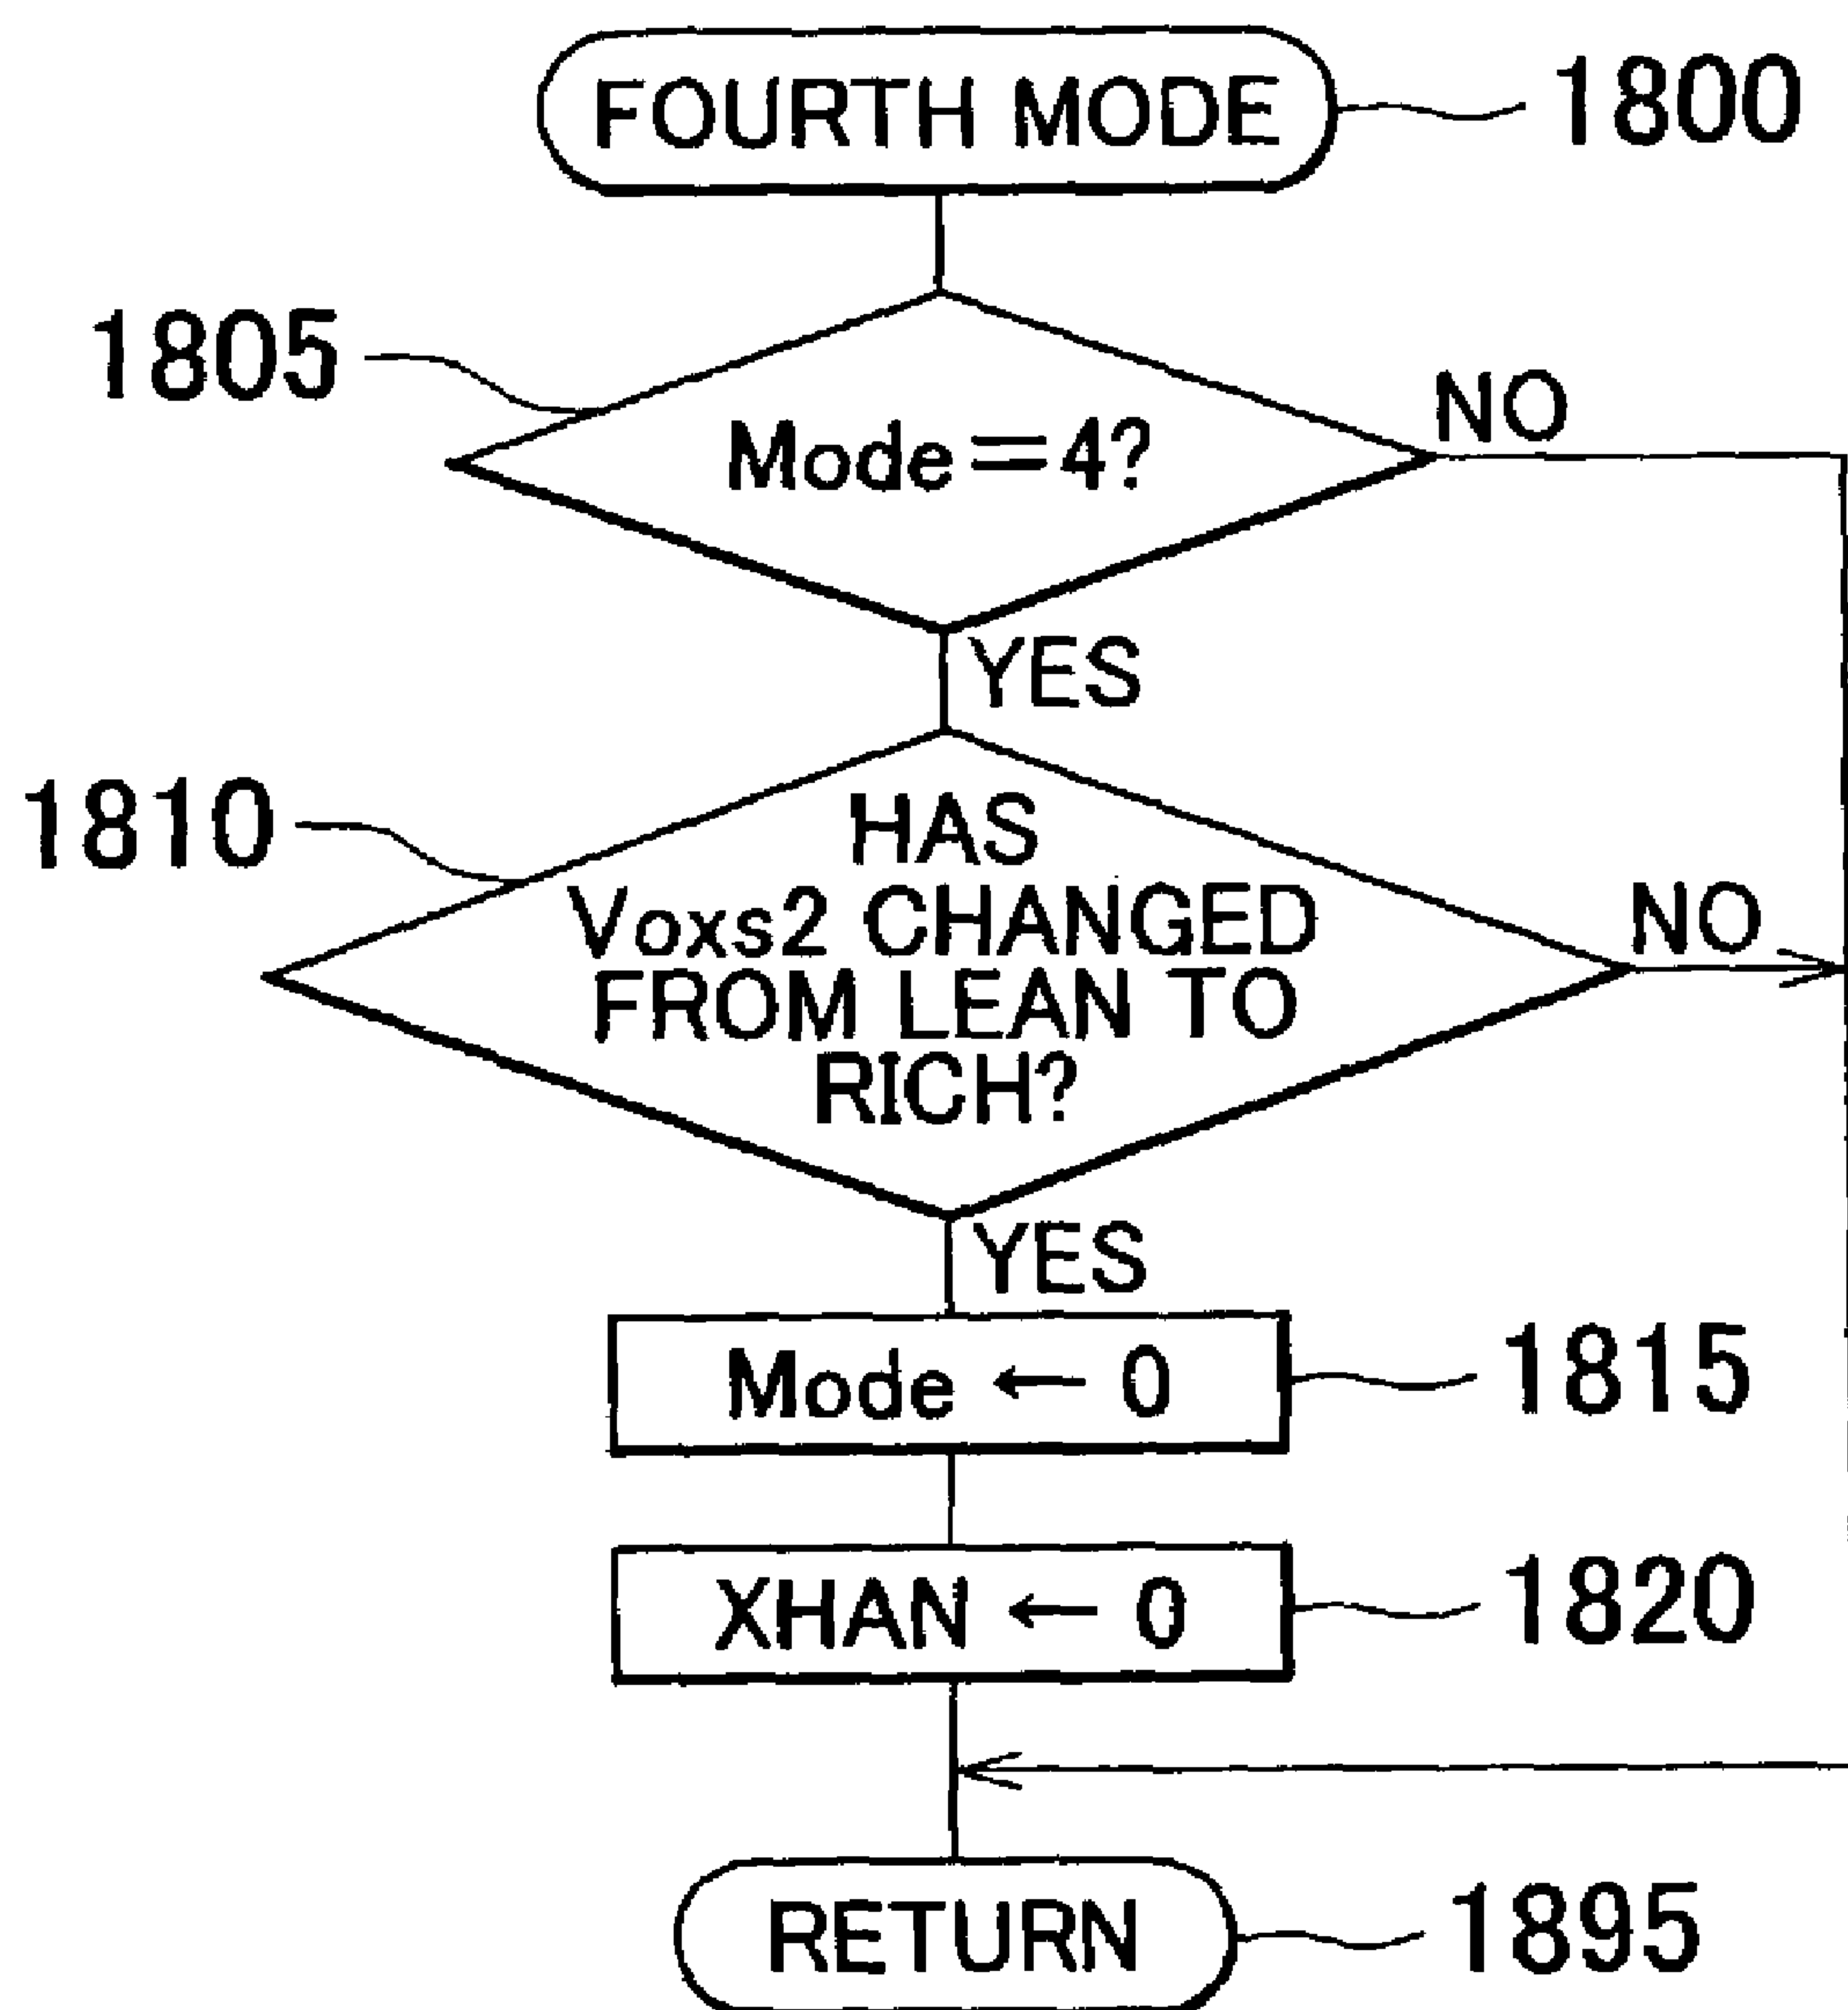 FOURTH MODE
1800
1805
Mode=4?
NO
YES
1810
HAS
Voxs2 CHANGED
FROM LEAN TO
RICH?
NO
YES
Mode ← 0
1815
XHAN ← 0
1820
RETURN
1895